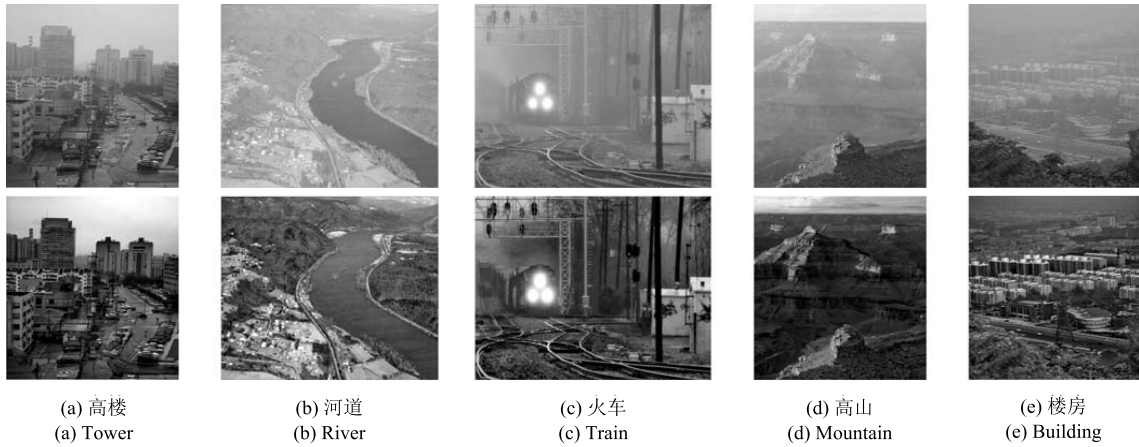 (a) 高楼 (b) 河道 (c) 火车 (d) 高山 (e) 楼房
(a) Tower (b) River (c) Train (d) Mountain (e) Building